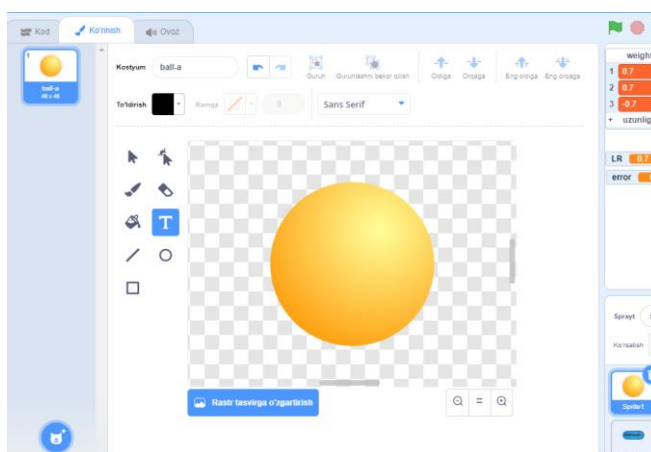 Kod Ko'rinish Ovoz
weight
1
ball-a
48 x 48
Kostyum ball-a
Guruh Guruhlashni bekor qilish Oldiga Orqaga Eng oldiga Eng orqaga
To'ldirish Ramqa 0 Sans Serif
1 0.7
2 0.7
3 -0.7
+ uzunlig
LR 0.7
error
T
Rastr tasvirga o'zgartirish
Sprayt
Ko'rsatish
Sprite1